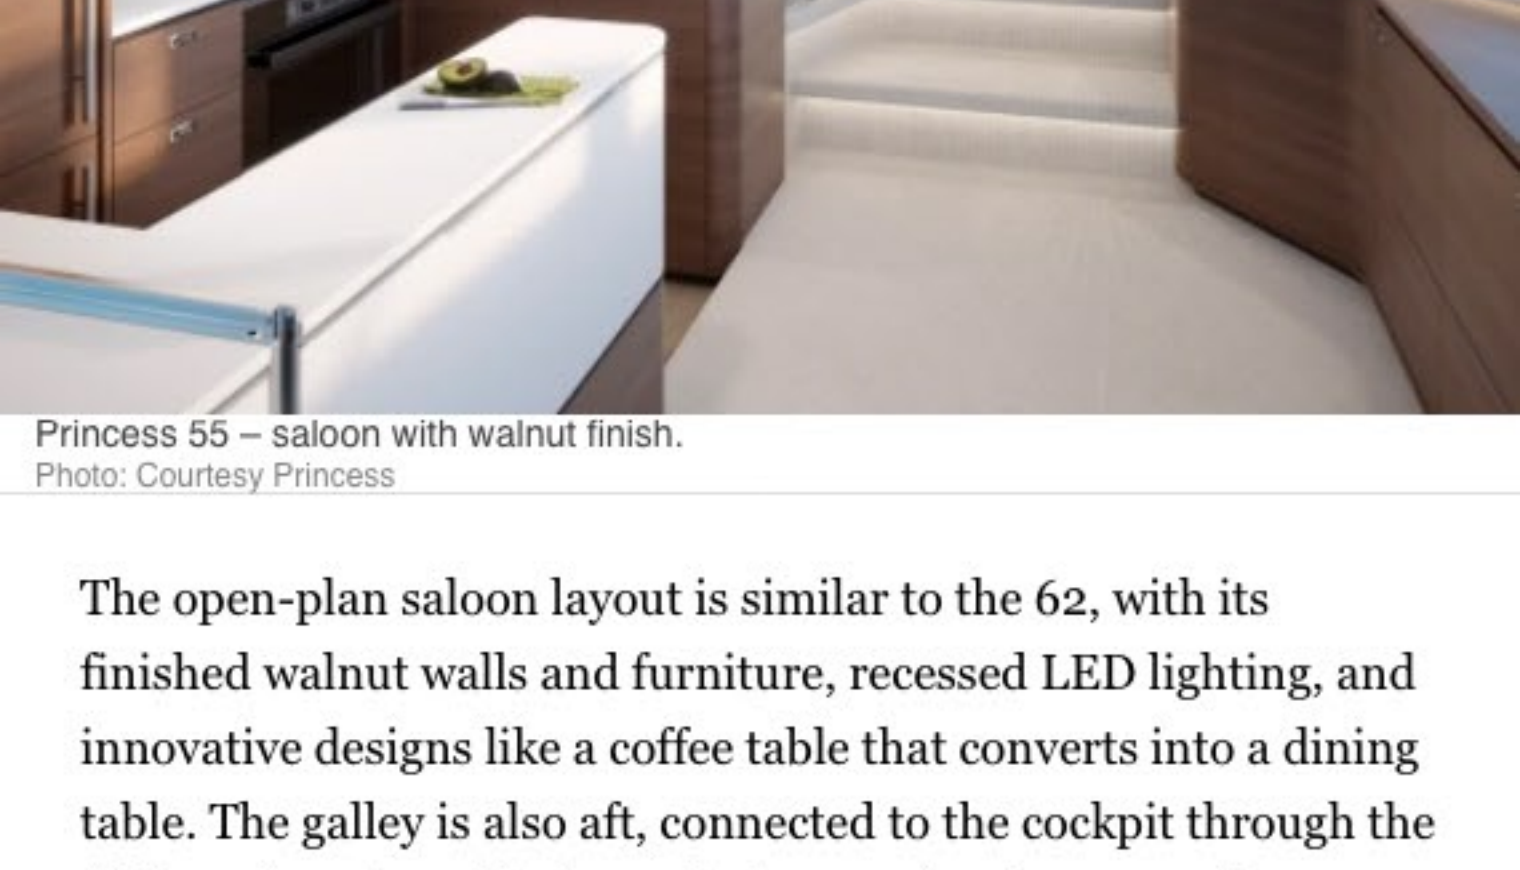 Princess 55 – saloon with walnut finish.
Photo: Courtesy Princess
The open-plan saloon layout is similar to the 62, with its
finished walnut walls and furniture, recessed LED lighting, and
innovative designs like a coffee table that converts into a dining
table. The galley is also aft, connected to the cockpit through the